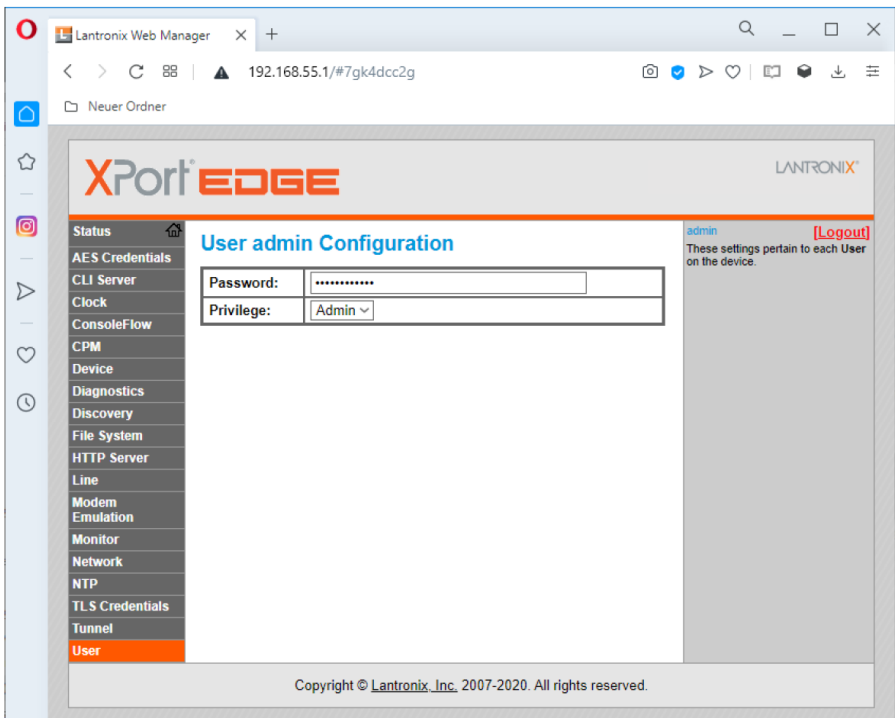 Lantronix Web Manager
192.168.55.1/#7gk4dcc2g
Neuer Ordner
XPort® EDGE
LANTRONIX®
Status
AES Credentials
CLI Server
Clock
ConsoleFlow
CPM
Device
Diagnostics
Discovery
File System
HTTP Server
Line
Modem
Emulation
Monitor
Network
NTP
TLS Credentials
Tunnel
User
User admin Configuration
Password: ••••••••••••
Privilege: Admin
admin [Logout]
These settings pertain to each User
on the device.
Copyright © Lantronix, Inc. 2007-2020. All rights reserved.